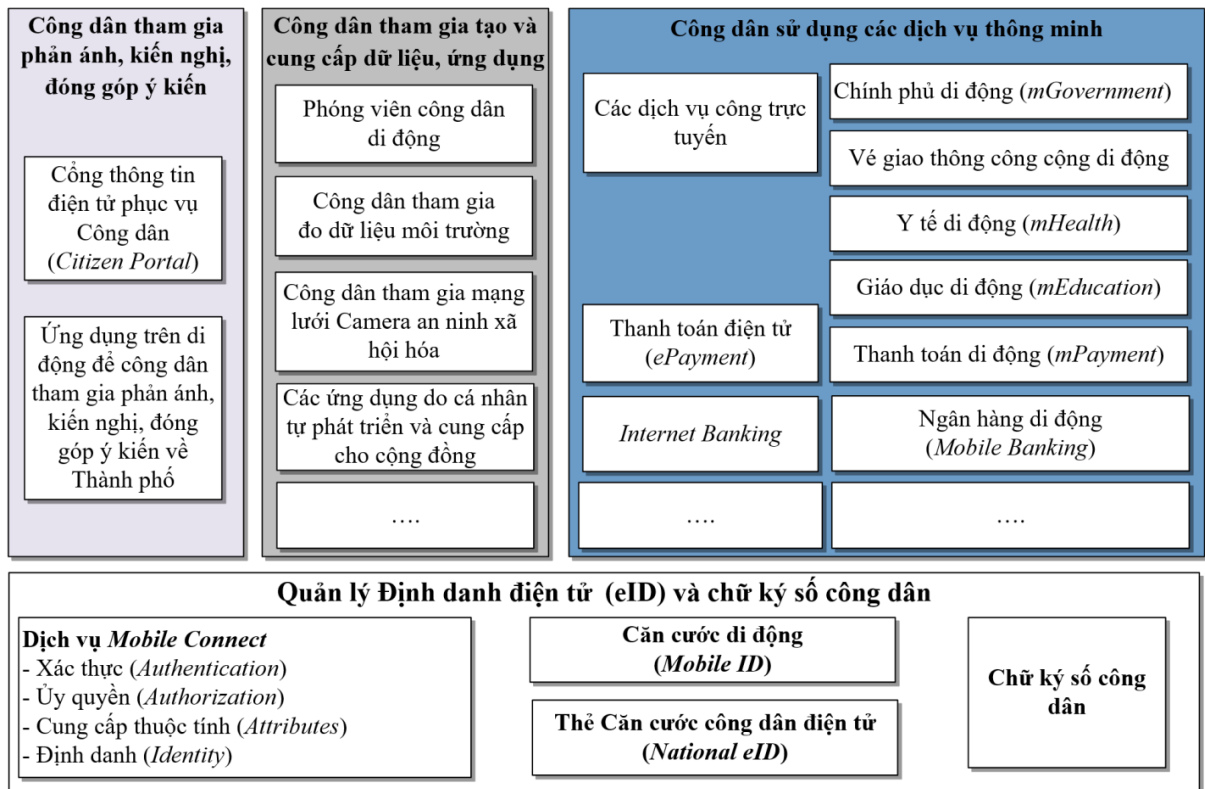 Công dân tham gia
phản ánh, kiến nghị,
đóng góp ý kiến
Cổng thông tin
điện tử phục vụ
Công dân
(Citizen Portal)
Ứng dụng trên di
động để công dân
tham gia phản ánh,
kiến nghị, đóng
góp ý kiến về
Thành phố
Công dân tham gia tạo và
cung cấp dữ liệu, ứng dụng
Phóng viên công dân
di động
Công dân tham gia
đo dữ liệu môi trường
Công dân tham gia mạng
lưới Camera an ninh xã
hội hóa
Các ứng dụng do cá nhân
tự phát triển và cung cấp
cho cộng đồng
....
Công dân sử dụng các dịch vụ thông minh
Các dịch vụ công trực
tuyến
Thanh toán điện tử
(ePayment)
Internet Banking
....
Chính phủ di động (mGovernment)
Vé giao thông công cộng di động
Y tế di động (mHealth)
Giáo dục di động (mEducation)
Thanh toán di động (mPayment)
Ngân hàng di động
(Mobile Banking)
....
Quản lý Định danh điện tử (eID) và chữ ký số công dân
Dịch vụ Mobile Connect
- Xác thực (Authentication)
- Ủy quyền (Authorization)
- Cung cấp thuộc tính (Attributes)
- Định danh (Identity)
Căn cước di động
(Mobile ID)
Thẻ Căn cước công dân điện tử
(National eID)
Chữ ký số công
dân